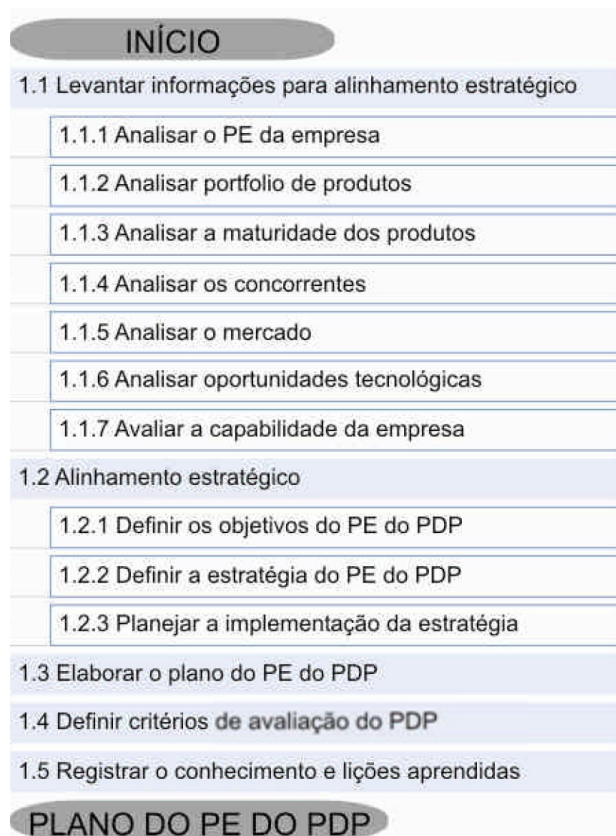 INÍCIO
1.1 Levantar informações para alinhamento estratégico
1.1.1 Analisar o PE da empresa
1.1.2 Analisar portfolio de produtos
1.1.3 Analisar a maturidade dos produtos
1.1.4 Analisar os concorrentes
1.1.5 Analisar o mercado
1.1.6 Analisar oportunidades tecnológicas
1.1.7 Avaliar a capabilidade da empresa
1.2 Alinhamento estratégico
1.2.1 Definir os objetivos do PE do PDP
1.2.2 Definir a estratégia do PE do PDP
1.2.3 Planejar a implementação da estratégia
1.3 Elaborar o plano do PE do PDP
1.4 Definir critérios de avaliação do PDP
1.5 Registrar o conhecimento e lições aprendidas
PLANO DO PE DO PDP